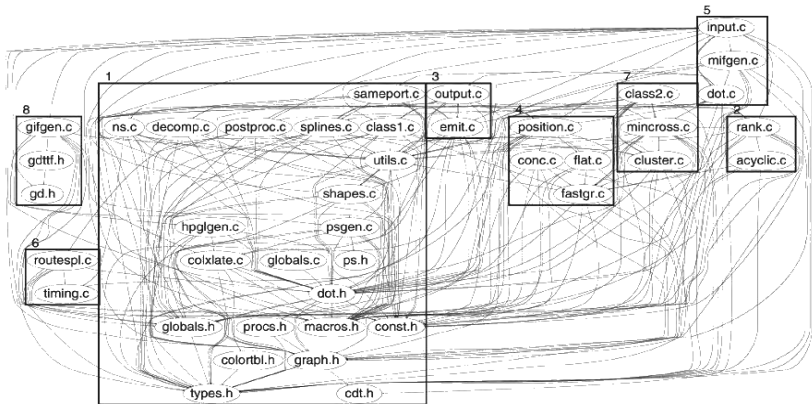 5
input.c
mifgen.c
1
3
7
sameport.c output.c class2.c dot.c
8
4
2
gifgen.c ns.c decomp.c postproc.c splines.c class1.c emit.c position.c mincross.c rank.c
gdttf.h utils.c conc.c flat.c cluster.c acyclic.c
gd.h shapes.c fastgr.c
hpglgen.c psgen.c
6
routespl.c colxlate.c globals.c ps.h
timing.c dot.h
globals.h procs.h macros.h const.h
colortbl.h graph.h
types.h cdt.h